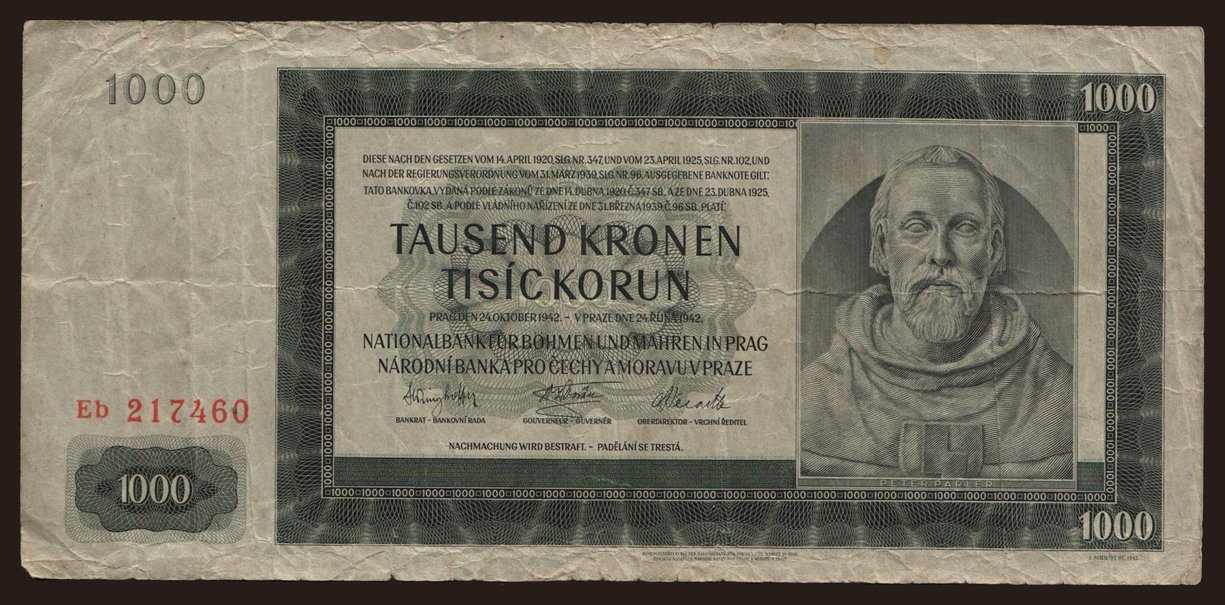 1000
1000
DIESE NACH DEN GESETZEN VOM 14. APRIL 1920, SLG. NR. 347, UND VOM 23. APRIL 1925, SLG. NR. 102, UND
NACH DER REGIERUNGSVERORDNUNG VOM 31. MÄRZ 1939, SLG. NR. 96, AUSGEGEBENE BANKNOTE GILT.
TATO BANKOVKA, VYDANÁ PODLE ZÁKONŮ ZE DNE 14. DUBNA 1920 Č. 347 SB. A ZE DNE 23. DUBNA 1925,
Č. 102 SB. A PODLE VLÁDNÍHO NAŘÍZENÍ ZE DNE 31. BŘEZNA 1939, Č. 96 SB., PLATÍ:
TAUSEND KRONEN
TISÍC KORUN
PRAG, DEN 24. OKTOBER 1942. – V PRAZE DNE 24. ŘÍJNA 1942.
NATIONALBANK FÜR BÖHMEN UND MÄHREN IN PRAG
NÁRODNÍ BANKA PRO ČECHY A MORAVU V PRAZE
BANKRAT – BANKOVNÍ RADA GOUVERNEUR – GUVERNÉR OBERDIREKTOR – VRCHNÍ ŘEDITEL
NACHMACHUNG WIRD BESTRAFT. – PADĚLÁNÍ SE TRESTÁ.
Eb 217460
1000
PETER PARLER
1000